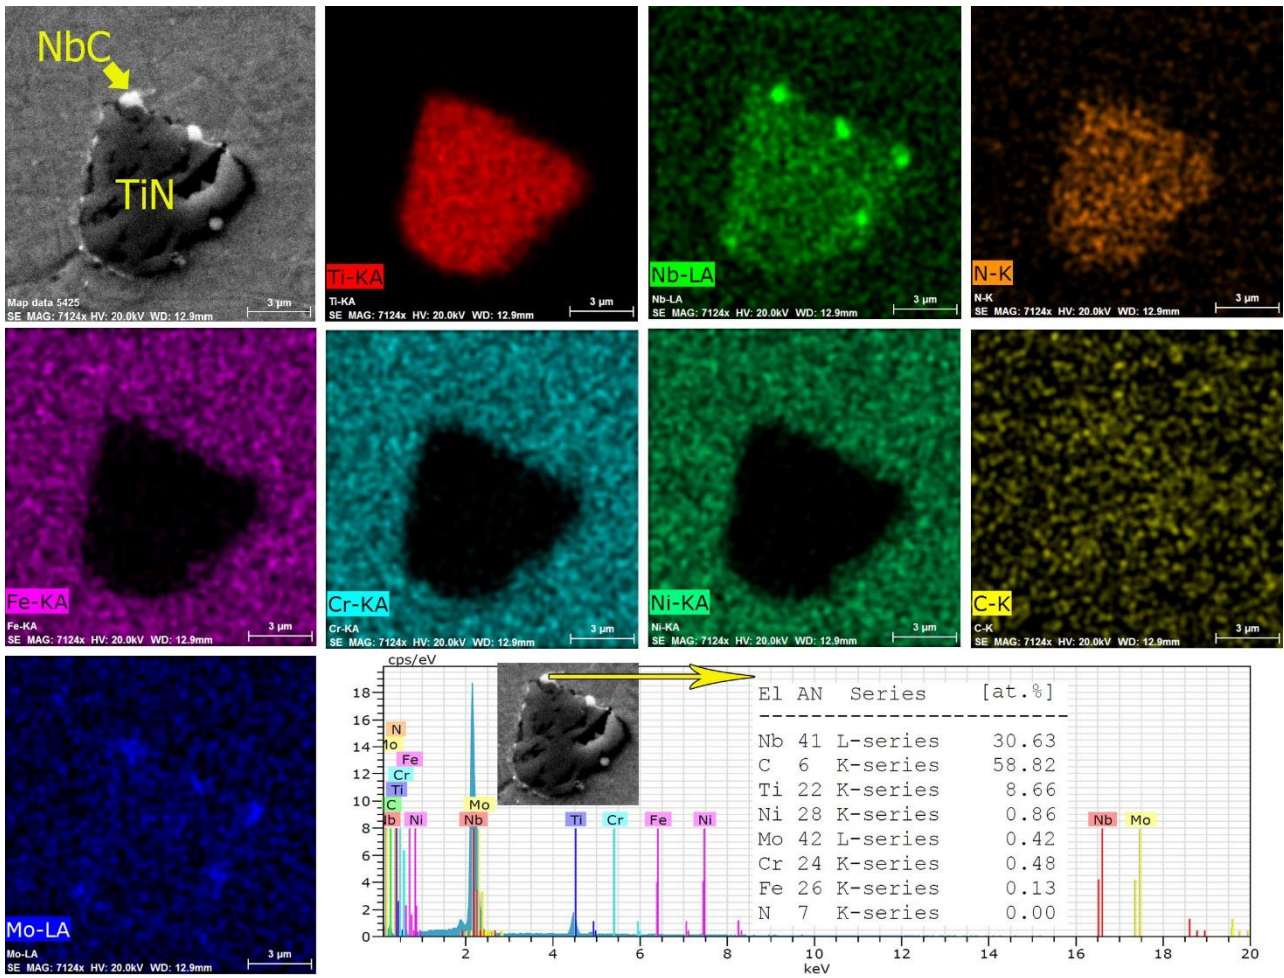 NbC
TiN
Map data 5425
SE MAG: 7124x HV: 20.0kV WD: 12.9mm
3 µm
Ti-KA
Ti-KA
SE MAG: 7124x HV: 20.0kV WD: 12.9mm
3 µm
Nb-LA
Nb-LA
SE MAG: 7124x HV: 20.0kV WD: 12.9mm
3 µm
N-K
N-K
SE MAG: 7124x HV: 20.0kV WD: 12.9mm
3 µm
Fe-KA
Fe-KA
SE MAG: 7124x HV: 20.0kV WD: 12.9mm
3 µm
Cr-KA
Cr-KA
SE MAG: 7124x HV: 20.0kV WD: 12.9mm
3 µm
Ni-KA
Ni-KA
SE MAG: 7124x HV: 20.0kV WD: 12.9mm
3 µm
C-K
C-K
SE MAG: 7124x HV: 20.0kV WD: 12.9mm
3 µm
Mo-LA
Mo-LA
SE MAG: 7124x HV: 20.0kV WD: 12.9mm
3 µm
cps/eV
18
16
14
12
10
8
6
4
2
0
N
Mo
Fe
Cr
Ti
C
Nb
Ni
Mo
Nb
Ti
Cr
Fe
Ni
Nb
Mo
El AN Series [at.%]
Nb 41 L-series 30.63
C 6 K-series 58.82
Ti 22 K-series 8.66
Ni 28 K-series 0.86
Mo 42 L-series 0.42
Cr 24 K-series 0.48
Fe 26 K-series 0.13
N 7 K-series 0.00
2 4 6 8 10 12 14 16 18 20
keV